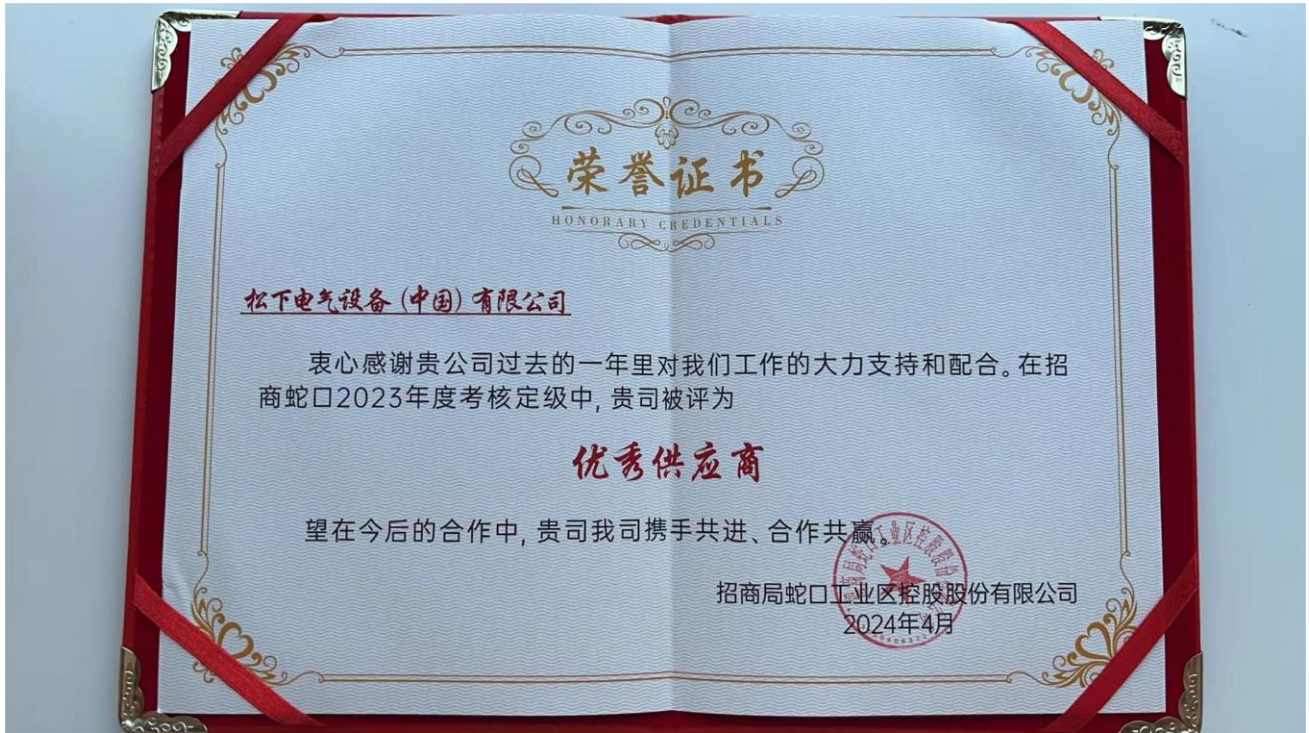 荣誉证书
HONORARY CREDENTIALS
松下电气设备(中国)有限公司
衷心感谢贵公司过去的一年里对我们工作的大力支持和配合。在招
商蛇口2023年度考核定级中, 贵司被评为
优秀供应商
望在今后的合作中, 贵司我司携手共进、合作共赢。
招商局蛇口工业区控股股份有限公司
2024年4月